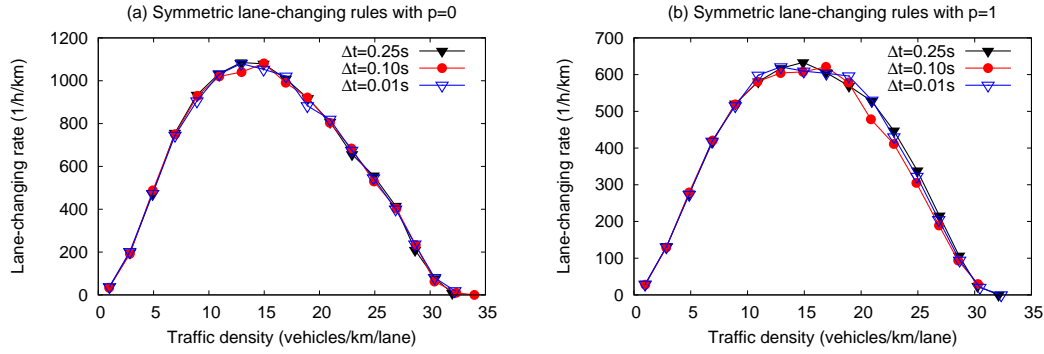 (a) Symmetric lane-changing rules with p=0
Lane-changing rate (1/h/km)
1200
1000
800
600
400
200
0
Δt=0.25s
Δt=0.10s
Δt=0.01s
0 5 10 15 20 25 30 35
Traffic density (vehicles/km/lane)
(b) Symmetric lane-changing rules with p=1
Lane-changing rate (1/h/km)
700
600
500
400
300
200
100
0
Δt=0.25s
Δt=0.10s
Δt=0.01s
0 5 10 15 20 25 30 35
Traffic density (vehicles/km/lane)